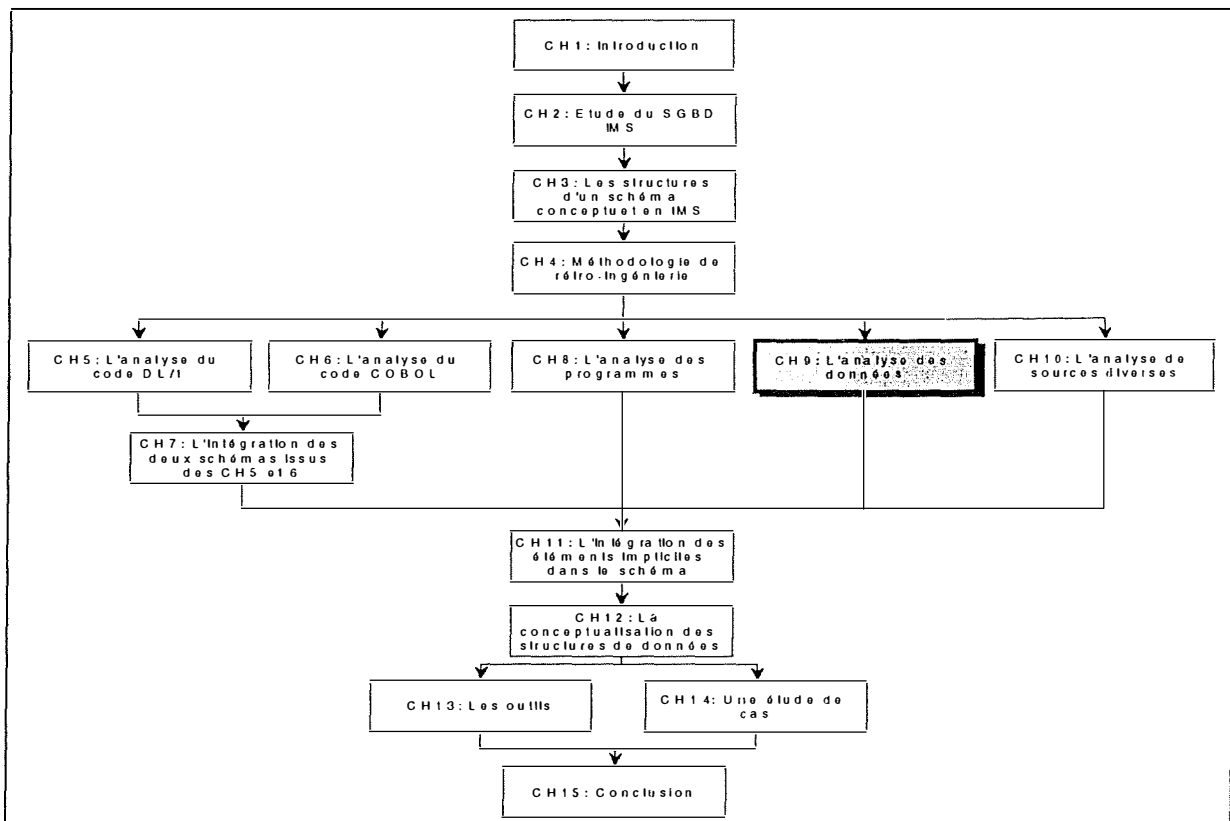 CH1: Introduction
CH2: Etude du SGBD
IMS
CH3: Les structures
d'un schéma
conceptuel en IMS
CH4: Méthodologie de
rétro-ingénierie
CH5: L'analyse du
code DL/1
CH6: L'analyse du
code COBOL
CH8: L'analyse des
programmes
CH9: L'analyse des
données
CH10: L'analyse de
sources diverses
CH7: L'intégration des
deux schémas issus
des CH5 et 6
CH11: L'intégration des
éléments implicites
dans le schéma
CH12: La
conceptualisation des
structures de données
CH13: Les outils
CH14: Une étude de
cas
CH15: Conclusion